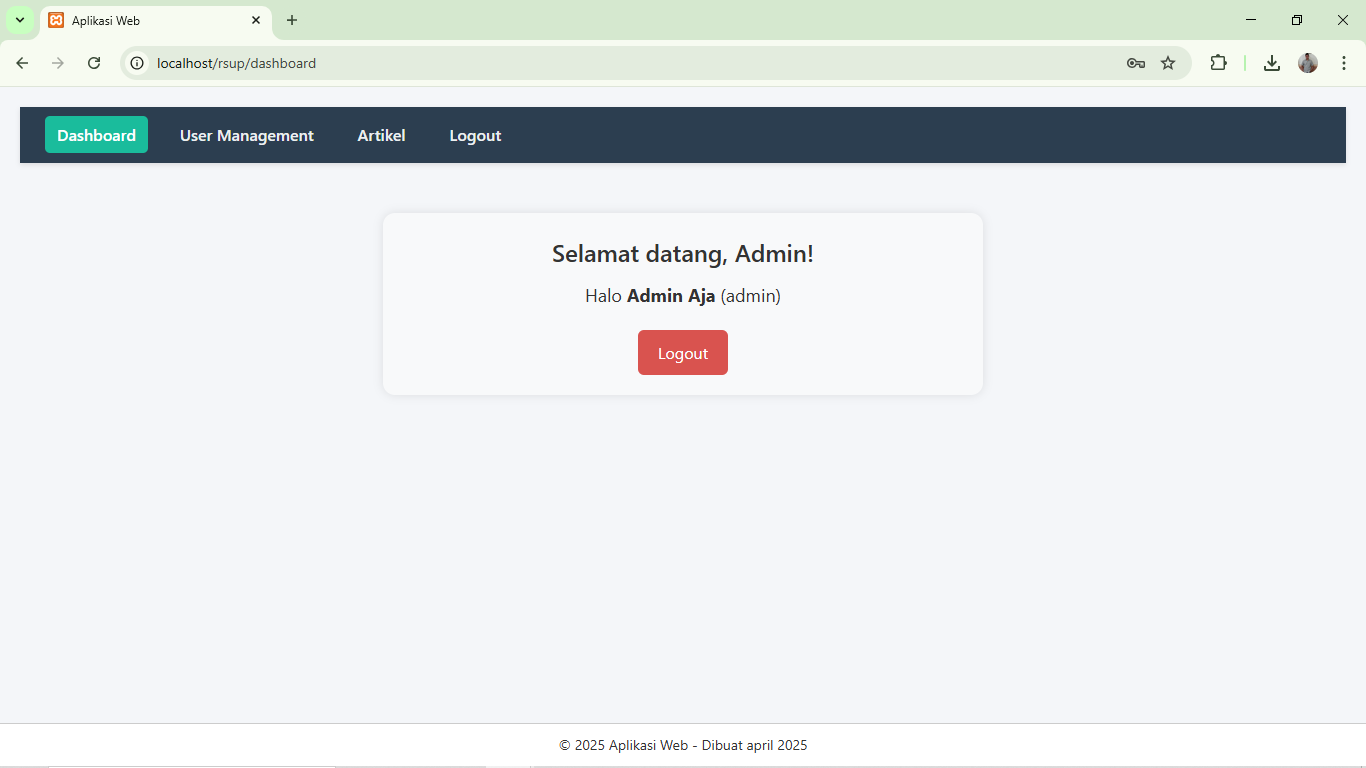 Aplikasi Web
localhost/rsup/dashboard
Dashboard User Management Artikel Logout
Selamat datang, Admin!
Halo Admin Aja (admin)
Logout
© 2025 Aplikasi Web - Dibuat april 2025